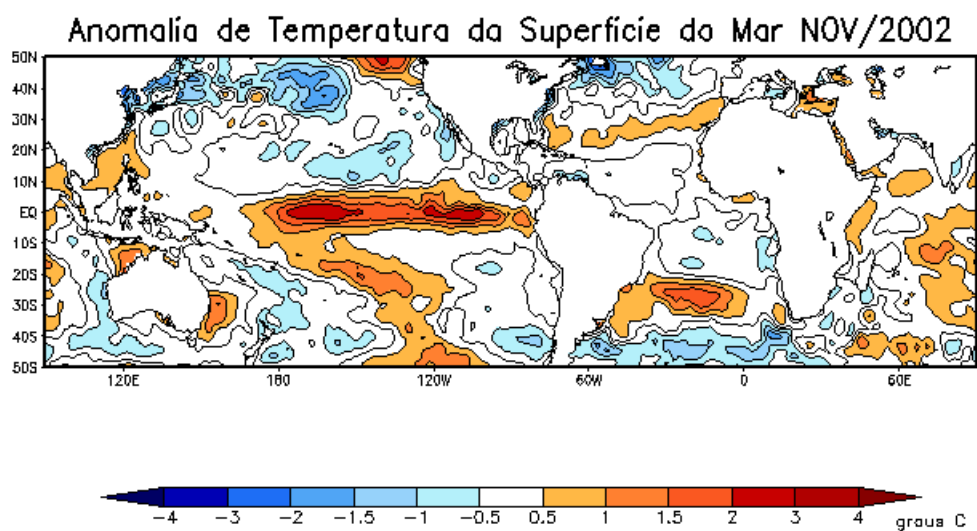 Anomalia de Temperatura da Superfície do Mar NOV/2002
50N
40N
30N
20N
10N
EQ
10S
20S
30S
40S
50S
120E 180 120W 60W 0 60E
-4 -3 -2 -1.5 -1 -0.5 0.5 1 1.5 2 3 4 graus C